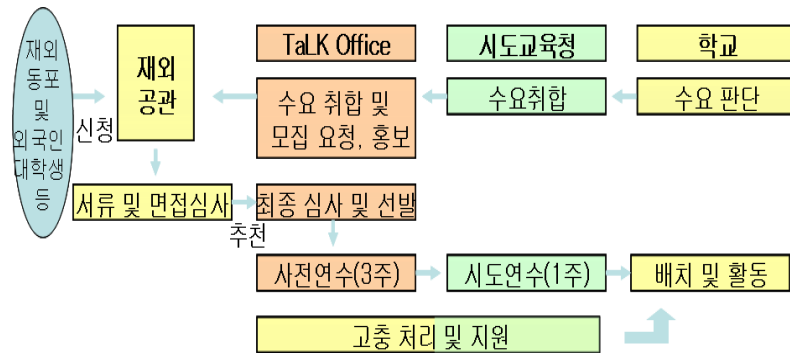 재외
동포
및
외국인
대학생
등
신청
재외
공관
TaLK Office
시도교육청
학교
수요 취합 및
모집 요청, 홍보
수요취합
수요 판단
서류 및 면접심사
추천
최종 심사 및 선발
사전연수(3주)
시도연수(1주)
배치 및 활동
고충 처리 및 지원